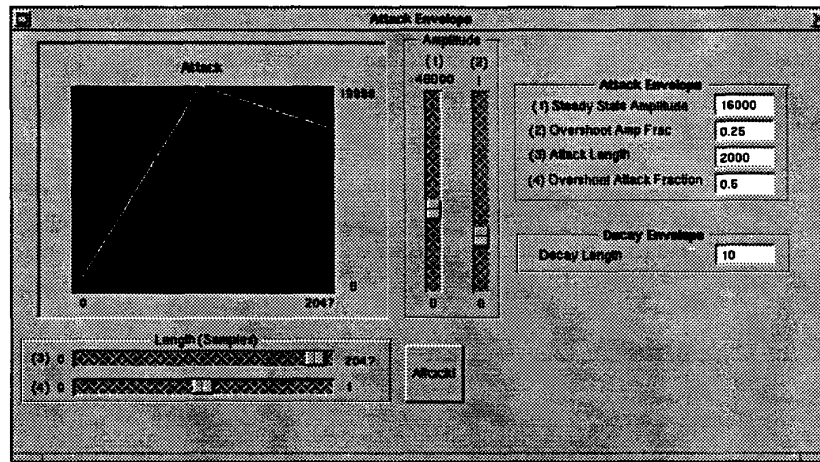 Attack Envelope
Attack
0
2047
0
Amplitude
(1) (2)
1
0 0
Attack Envelope
(1) Steady State Amplitude 16000
(2) Overshoot Amp Frac 0.25
(3) Attack Length 2000
(4) Overshoot Attack Fraction 0.5
Decay Envelope
Decay Length 10
Length (Samples)
(3) 0 2047
(4) 0 1
Attack!